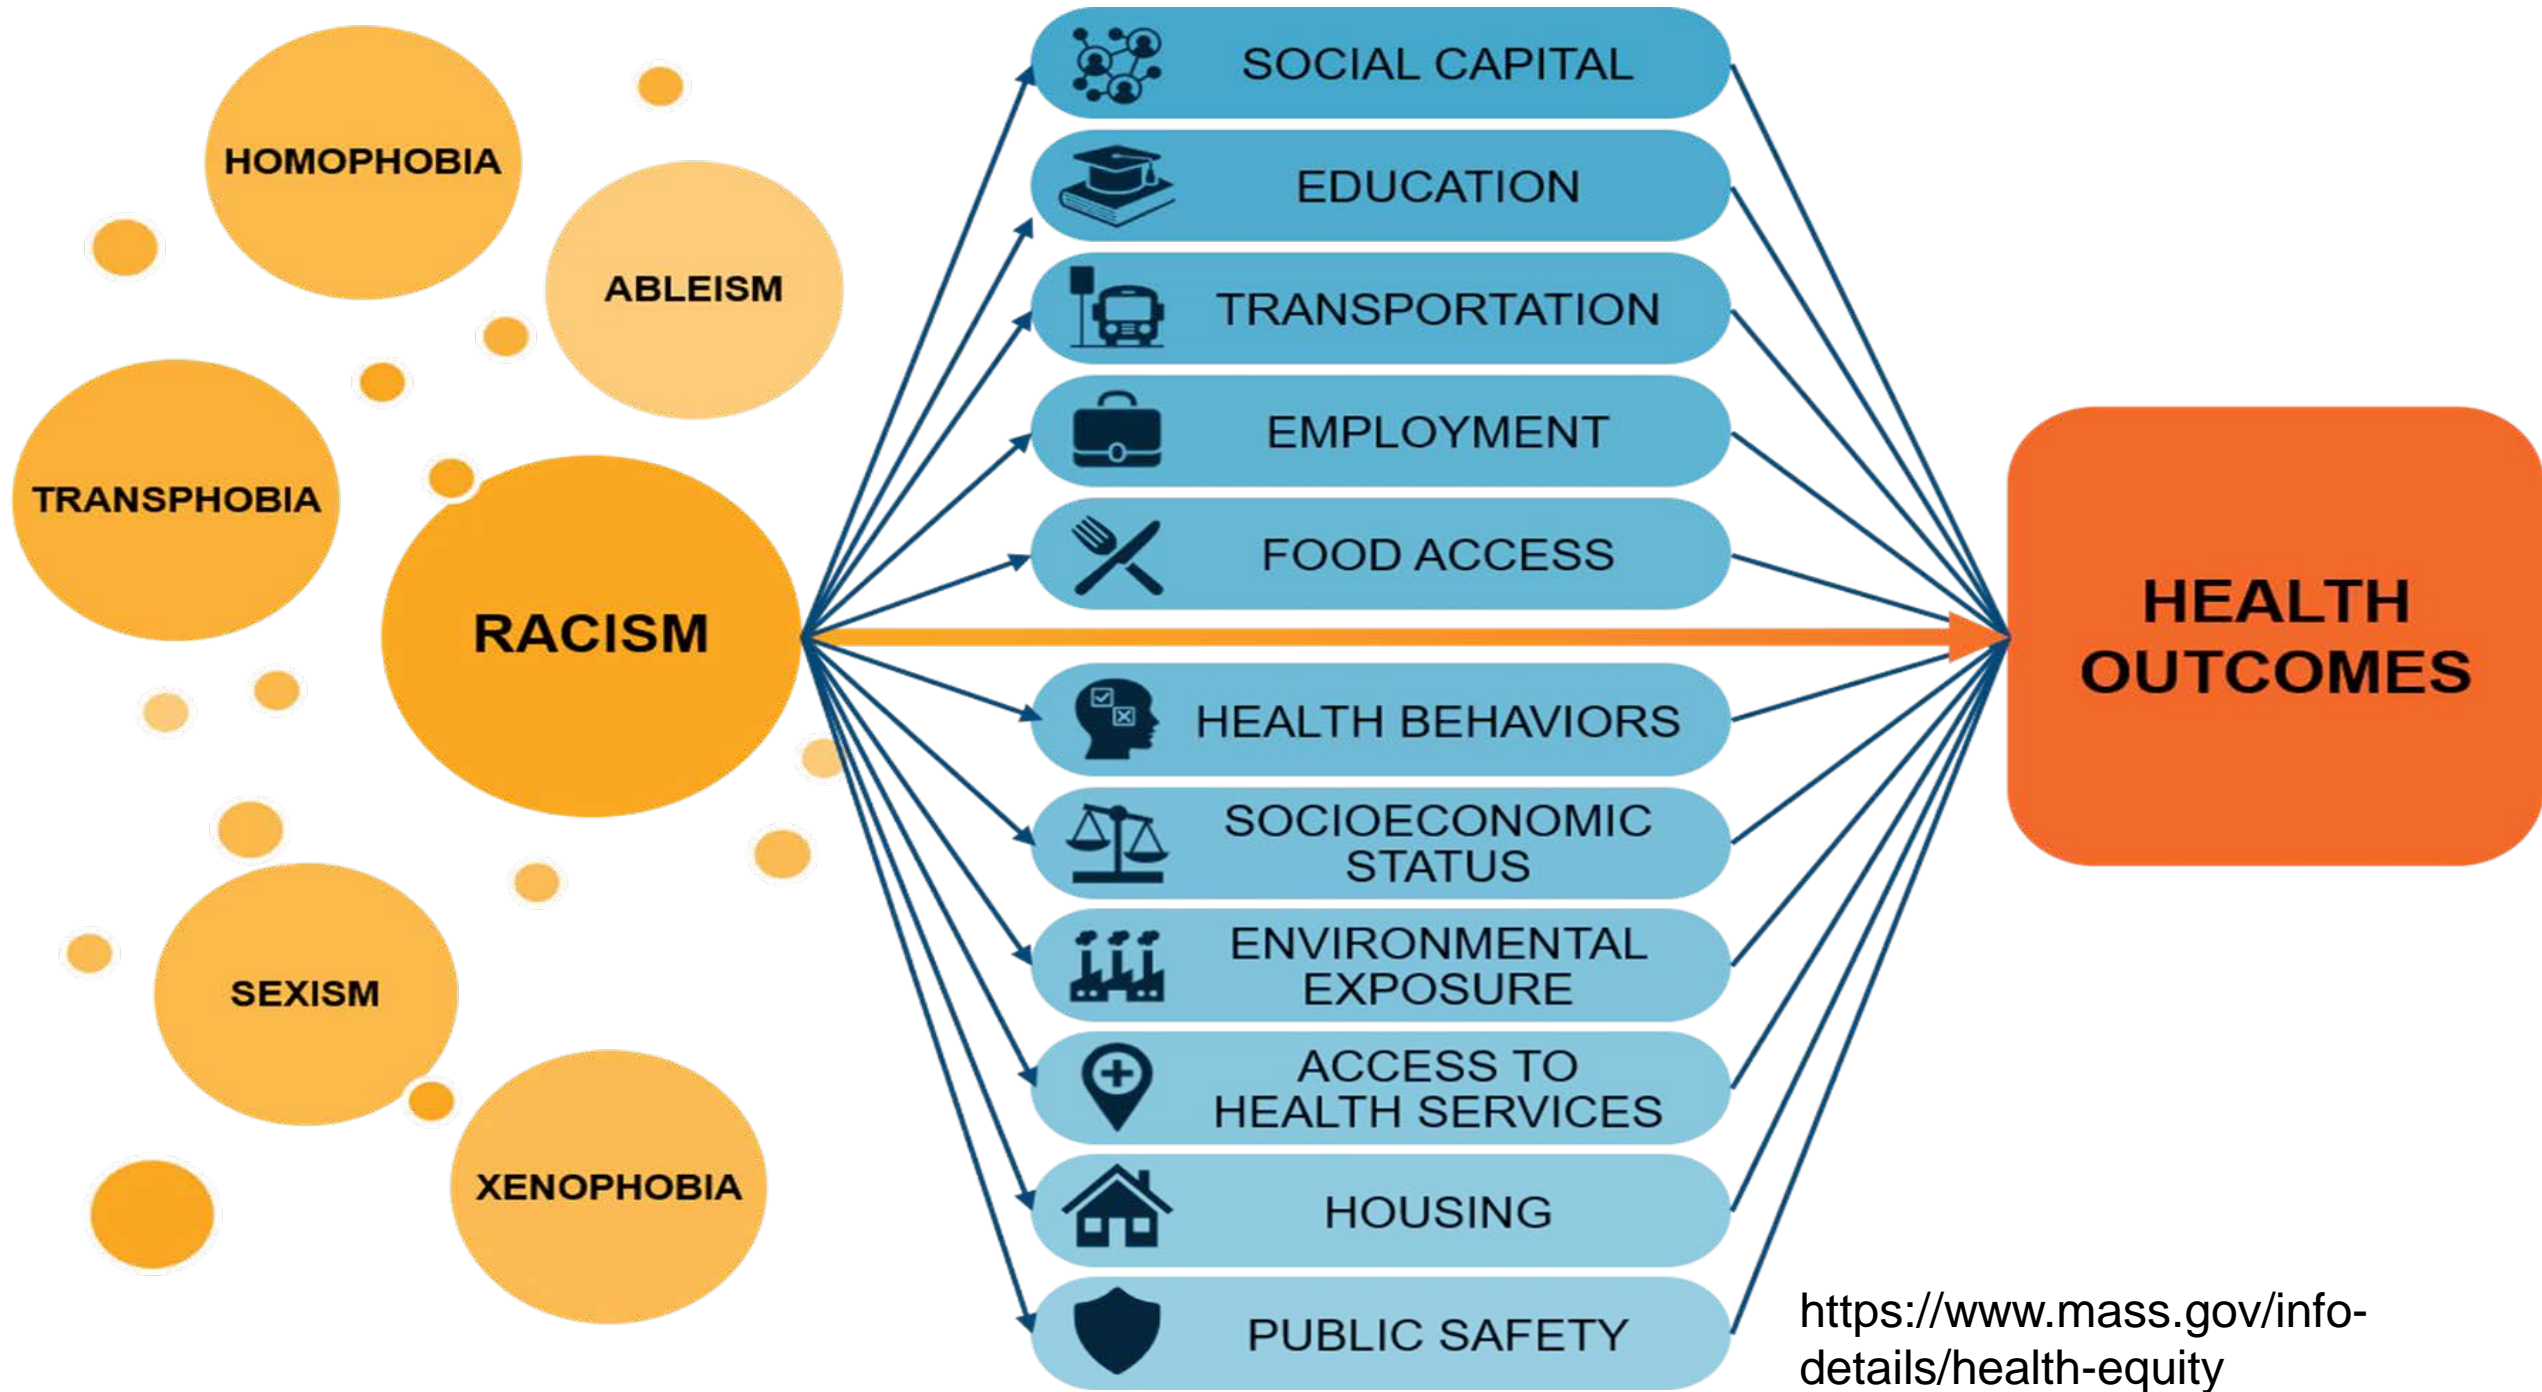 HOMOPHOBIA
ABLEISM
TRANSPHOBIA
RACISM
SEXISM
XENOPHOBIA
SOCIAL CAPITAL
EDUCATION
TRANSPORTATION
EMPLOYMENT
FOOD ACCESS
HEALTH BEHAVIORS
SOCIOECONOMIC
STATUS
ENVIRONMENTAL
EXPOSURE
ACCESS TO
HEALTH SERVICES
HOUSING
PUBLIC SAFETY
HEALTH
OUTCOMES
https://www.mass.gov/info-
details/health-equity